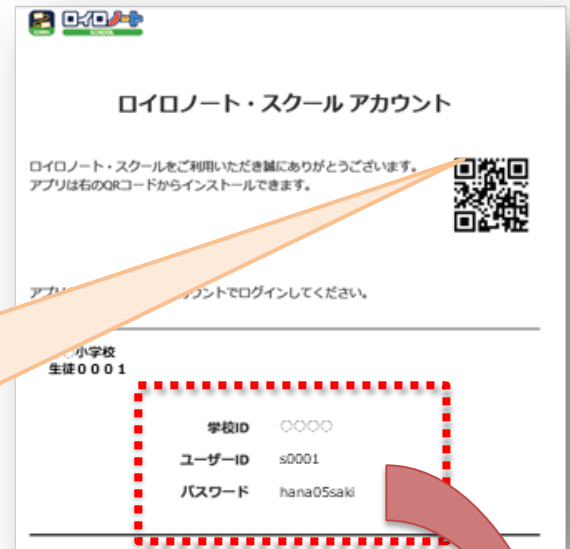 ロイロノート
SCHOOL
ロイロノート・スクール アカウント
ロイロノート・スクールをご利用いただき誠にありがとうございます。
アプリは右のQRコードからインストールできます。
アプリ ウントでログインしてください。
○小学校
生徒0001
学校ID ○○○○
ユーザーID s0001
パスワード hana05saki